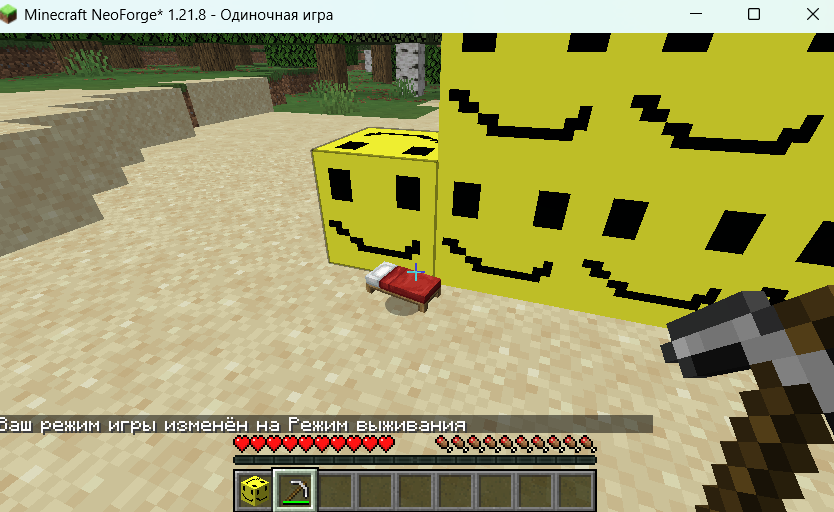 Minecraft NeoForge* 1.21.8 - Одиночная игра
Ваш режим игры изменён на Режим выживания